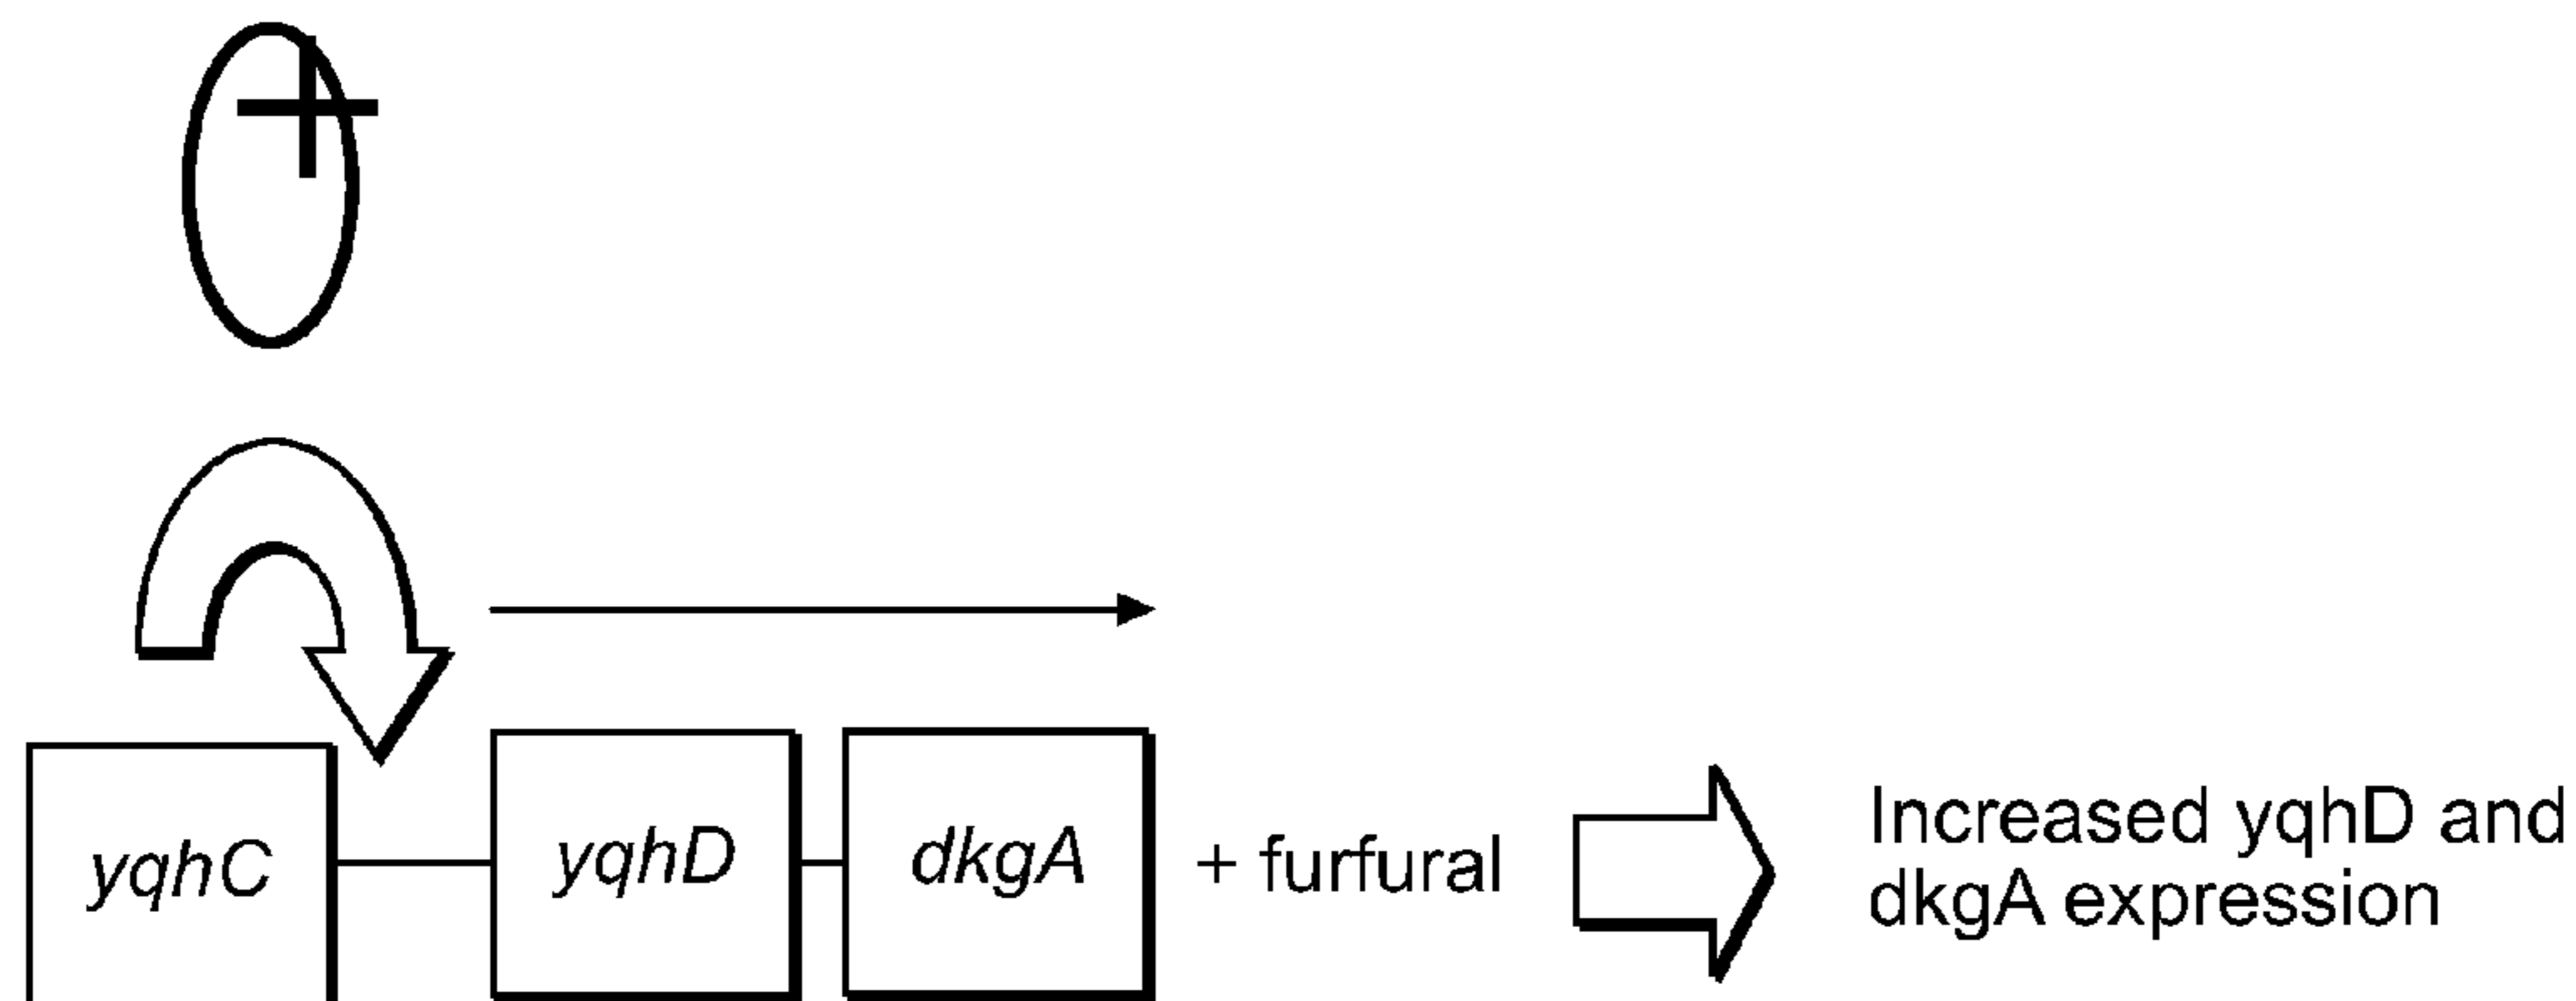 +
yqhC
yqhD
dkgA
+ furfural
Increased yqhD and
dkgA expression